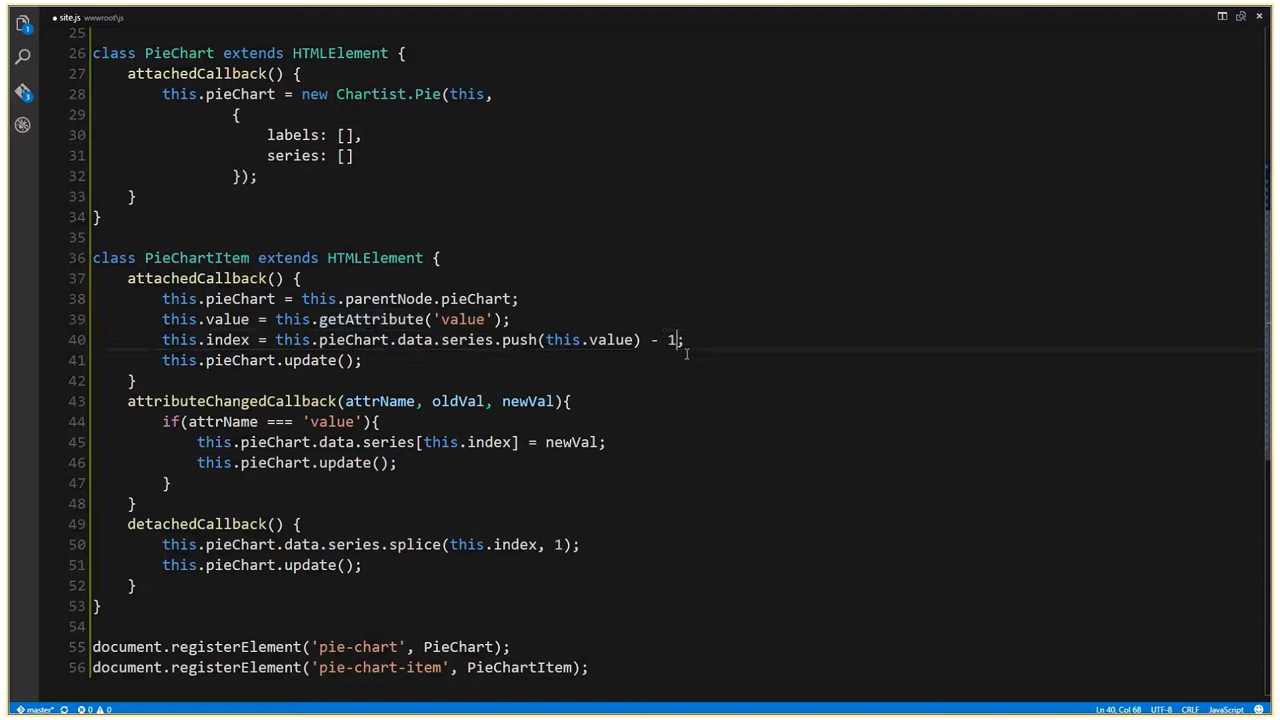 ● site.js wwwroot\js
25
26 class PieChart extends HTMLElement {
27 attachedCallback() {
28 this.pieChart = new Chartist.Pie(this,
29 {
30 labels: [],
31 series: []
32 });
33 }
34 }
35
36 class PieChartItem extends HTMLElement {
37 attachedCallback() {
38 this.pieChart = this.parentNode.pieChart;
39 this.value = this.getAttribute('value');
40 this.index = this.pieChart.data.series.push(this.value) - 1;
41 this.pieChart.update();
42 }
43 attributeChangedCallback(attrName, oldVal, newVal){
44 if(attrName === 'value'){
45 this.pieChart.data.series[this.index] = newVal;
46 this.pieChart.update();
47 }
48 }
49 detachedCallback() {
50 this.pieChart.data.series.splice(this.index, 1);
51 this.pieChart.update();
52 }
53 }
54
55 document.registerElement('pie-chart', PieChart);
56 document.registerElement('pie-chart-item', PieChartItem);
1
3
master* 0 0 Ln 40, Col 68 UTF-8 CRLF JavaScript